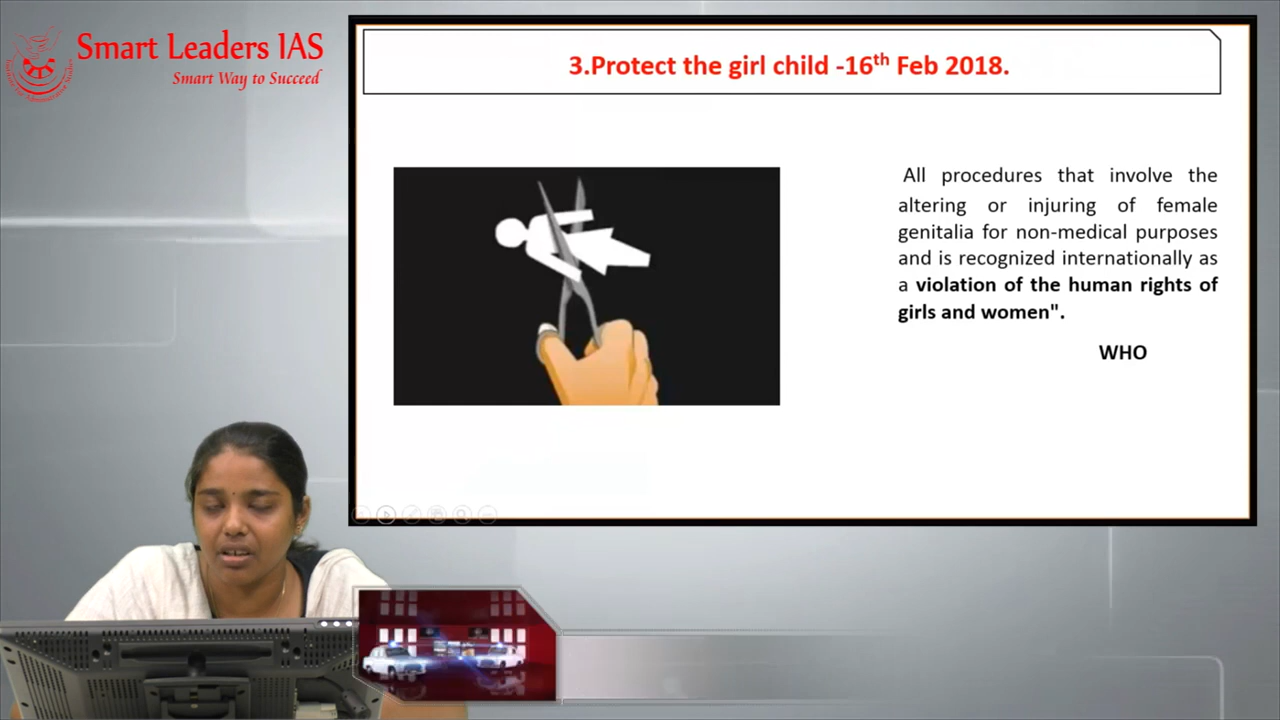 Smart Leaders IAS
Smart Way to Succeed
3.Protect the girl child -16th Feb 2018.
All procedures that involve the
altering or injuring of female
genitalia for non-medical purposes
and is recognized internationally as
a violation of the human rights of
girls and women".
WHO